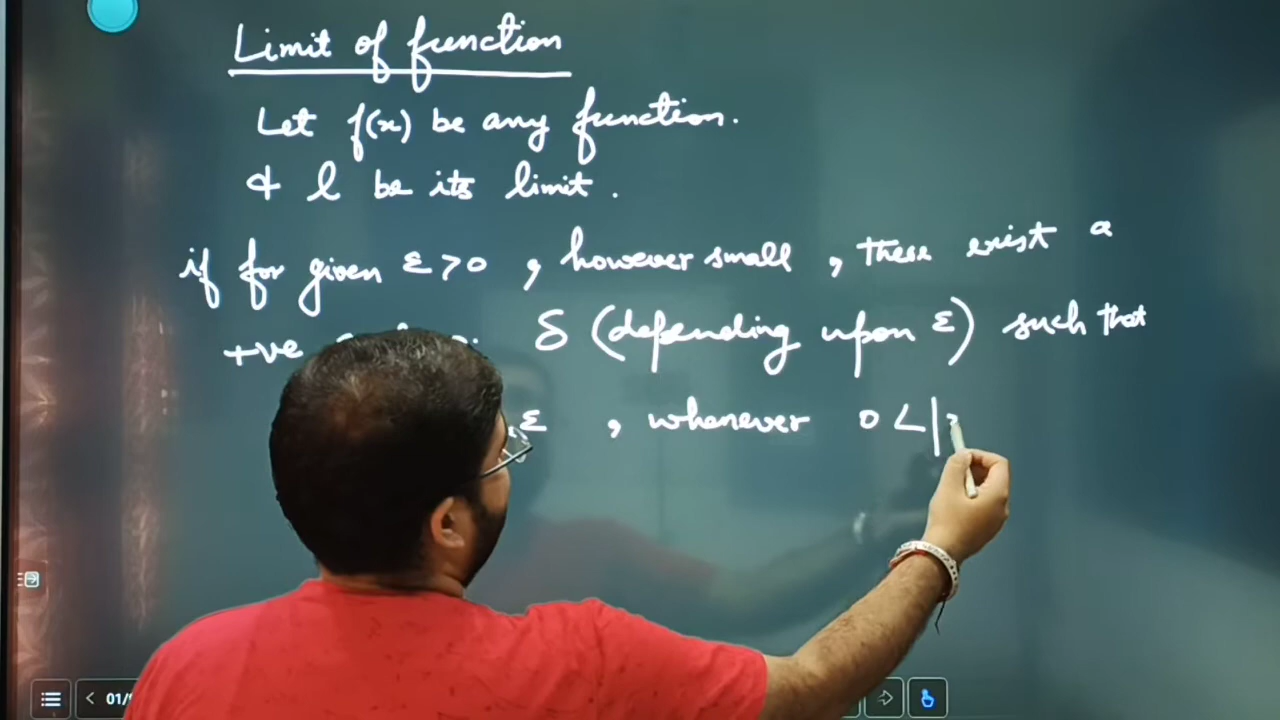 Limit of function
Let f(x) be any function.
& l be its limit.
if for given ε > 0 , however small , there exist a
+ve δ (depending upon ε) such that
ε , whenever 0 < |
01/